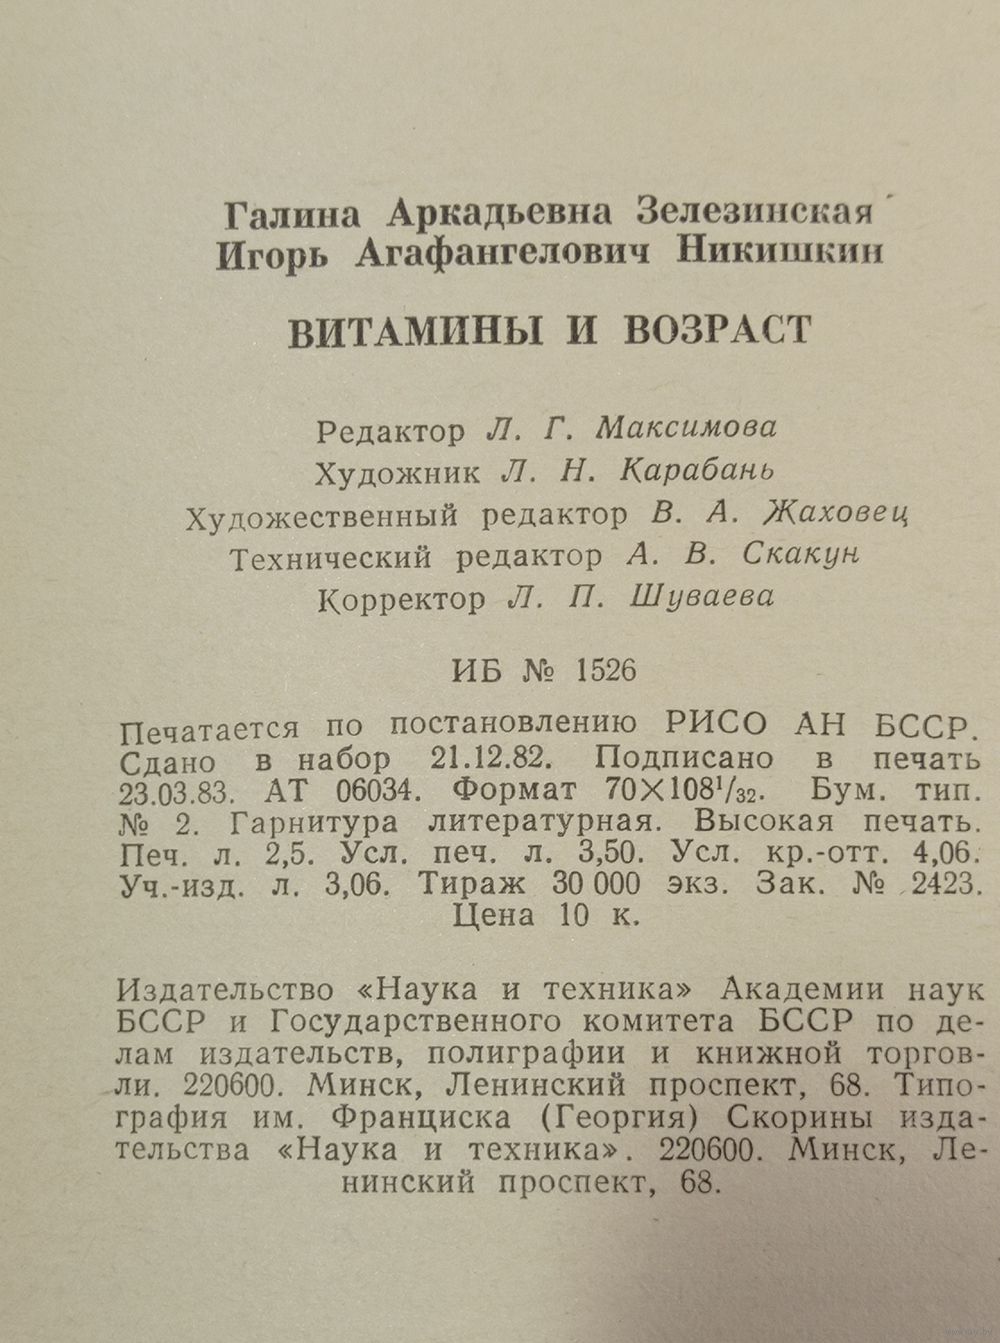 Галина Аркадьевна Зелезинская
Игорь Агафангелович Никишкин
ВИТАМИНЫ И ВОЗРАСТ
Редактор Л. Г. Максимова
Художник Л. Н. Карабань
Художественный редактор В. А. Жаховец
Технический редактор А. В. Скакун
Корректор Л. П. Шуваева
ИБ № 1526
Печатается по постановлению РИСО АН БССР.
Сдано в набор 21.12.82. Подписано в печать
23.03.83. АТ 06034. Формат 70×108¹/₃₂. Бум. тип.
№ 2. Гарнитура литературная. Высокая печать.
Печ. л. 2,5. Усл. печ. л. 3,50. Усл. кр.-отт. 4,06.
Уч.-изд. л. 3,06. Тираж 30 000 экз. Зак. № 2423.
Цена 10 к.
Издательство «Наука и техника» Академии наук
БССР и Государственного комитета БССР по де-
лам издательств, полиграфии и книжной торгов-
ли. 220600. Минск, Ленинский проспект, 68. Типо-
графия им. Франциска (Георгия) Скорины изда-
тельства «Наука и техника». 220600. Минск, Ле-
нинский проспект, 68.